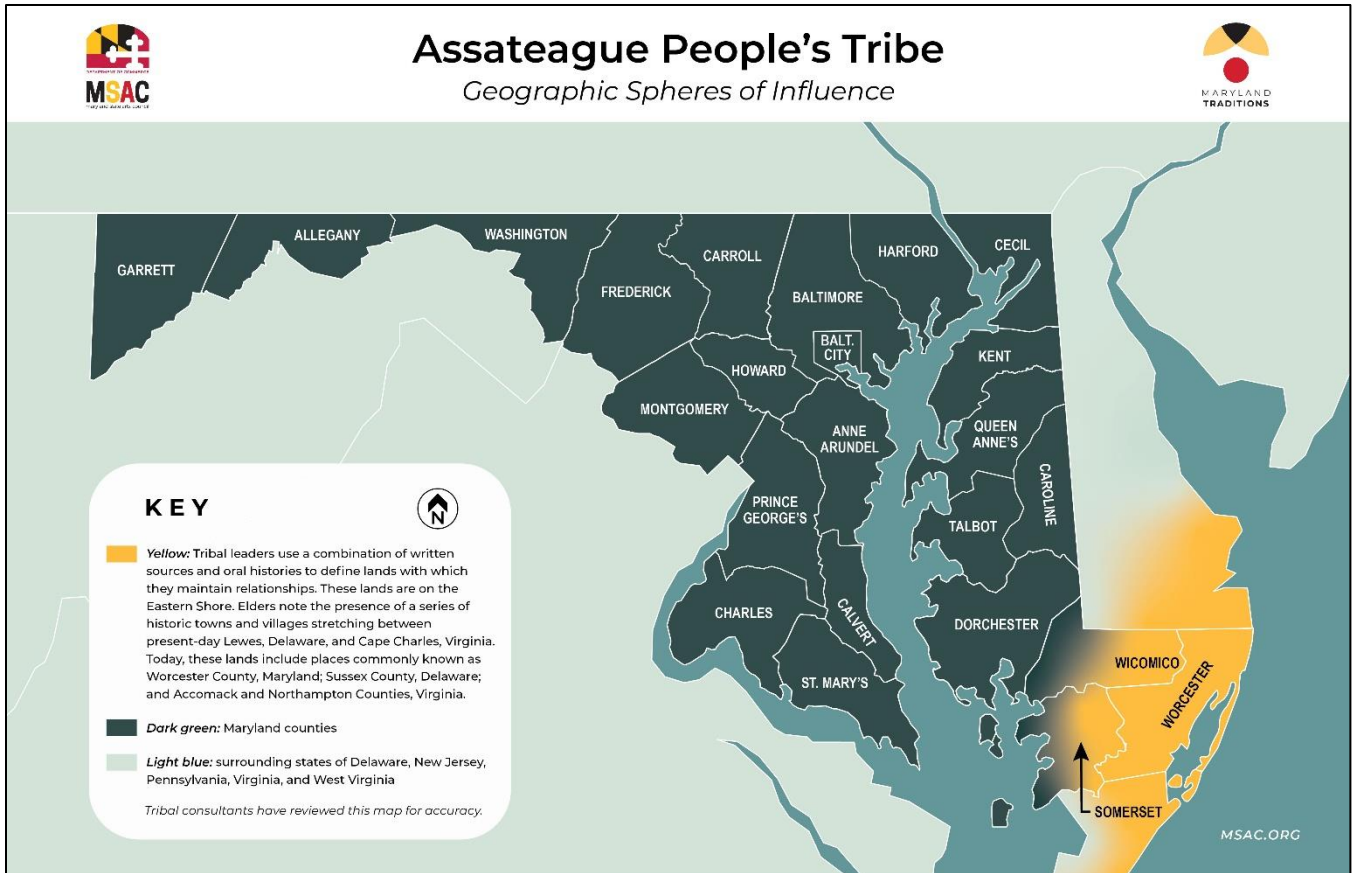 DEPARTMENT OF COMMERCE
MSAC
maryland state arts council
Assateague People's Tribe
Geographic Spheres of Influence
MARYLAND
TRADITIONS
GARRETT
ALLEGANY
WASHINGTON
FREDERICK
CARROLL
BALTIMORE
HARFORD
CECIL
BALT.
CITY
HOWARD
KENT
MONTGOMERY
ANNE
ARUNDEL
QUEEN
ANNE'S
CAROLINE
PRINCE
GEORGE'S
TALBOT
CHARLES
CALVERT
DORCHESTER
ST. MARY'S
WICOMICO
WORCESTER
SOMERSET
KEY
N
Yellow: Tribal leaders use a combination of written
sources and oral histories to define lands with which
they maintain relationships. These lands are on the
Eastern Shore. Elders note the presence of a series of
historic towns and villages stretching between
present-day Lewes, Delaware, and Cape Charles, Virginia.
Today, these lands include places commonly known as
Worcester County, Maryland; Sussex County, Delaware;
and Accomack and Northampton Counties, Virginia.
Dark green: Maryland counties
Light blue: surrounding states of Delaware, New Jersey,
Pennsylvania, Virginia, and West Virginia
Tribal consultants have reviewed this map for accuracy.
MSAC.ORG